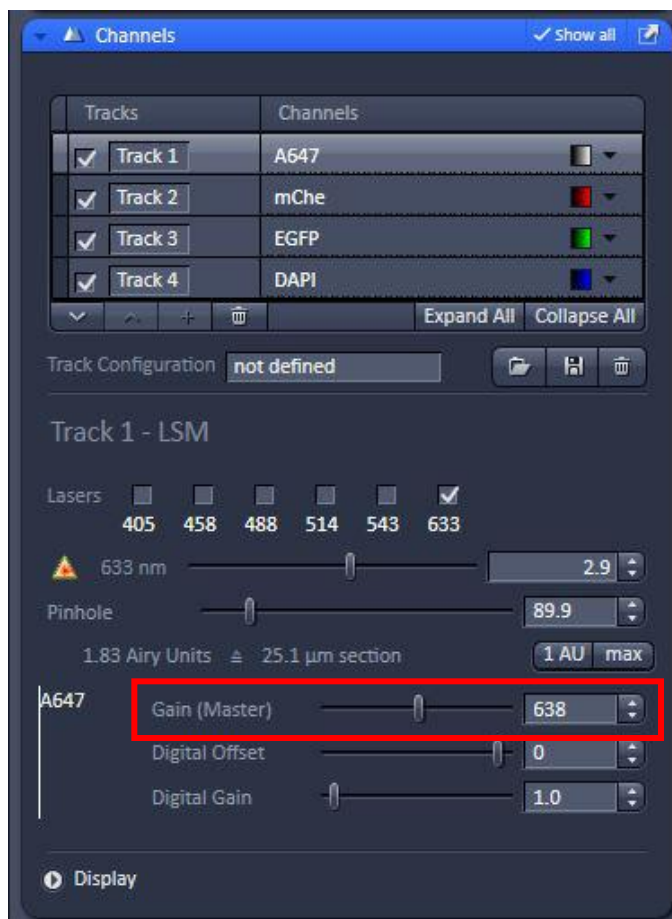 Channels Show all
Tracks Channels
Track 1 A647
Track 2 mChe
Track 3 EGFP
Track 4 DAPI
Expand All Collapse All
Track Configuration not defined
Track 1 - LSM
Lasers
405 458 488 514 543 633
633 nm 2.9
Pinhole 89.9
1.83 Airy Units ≙ 25.1 µm section 1 AU max
A647 Gain (Master) 638
Digital Offset 0
Digital Gain 1.0
Display